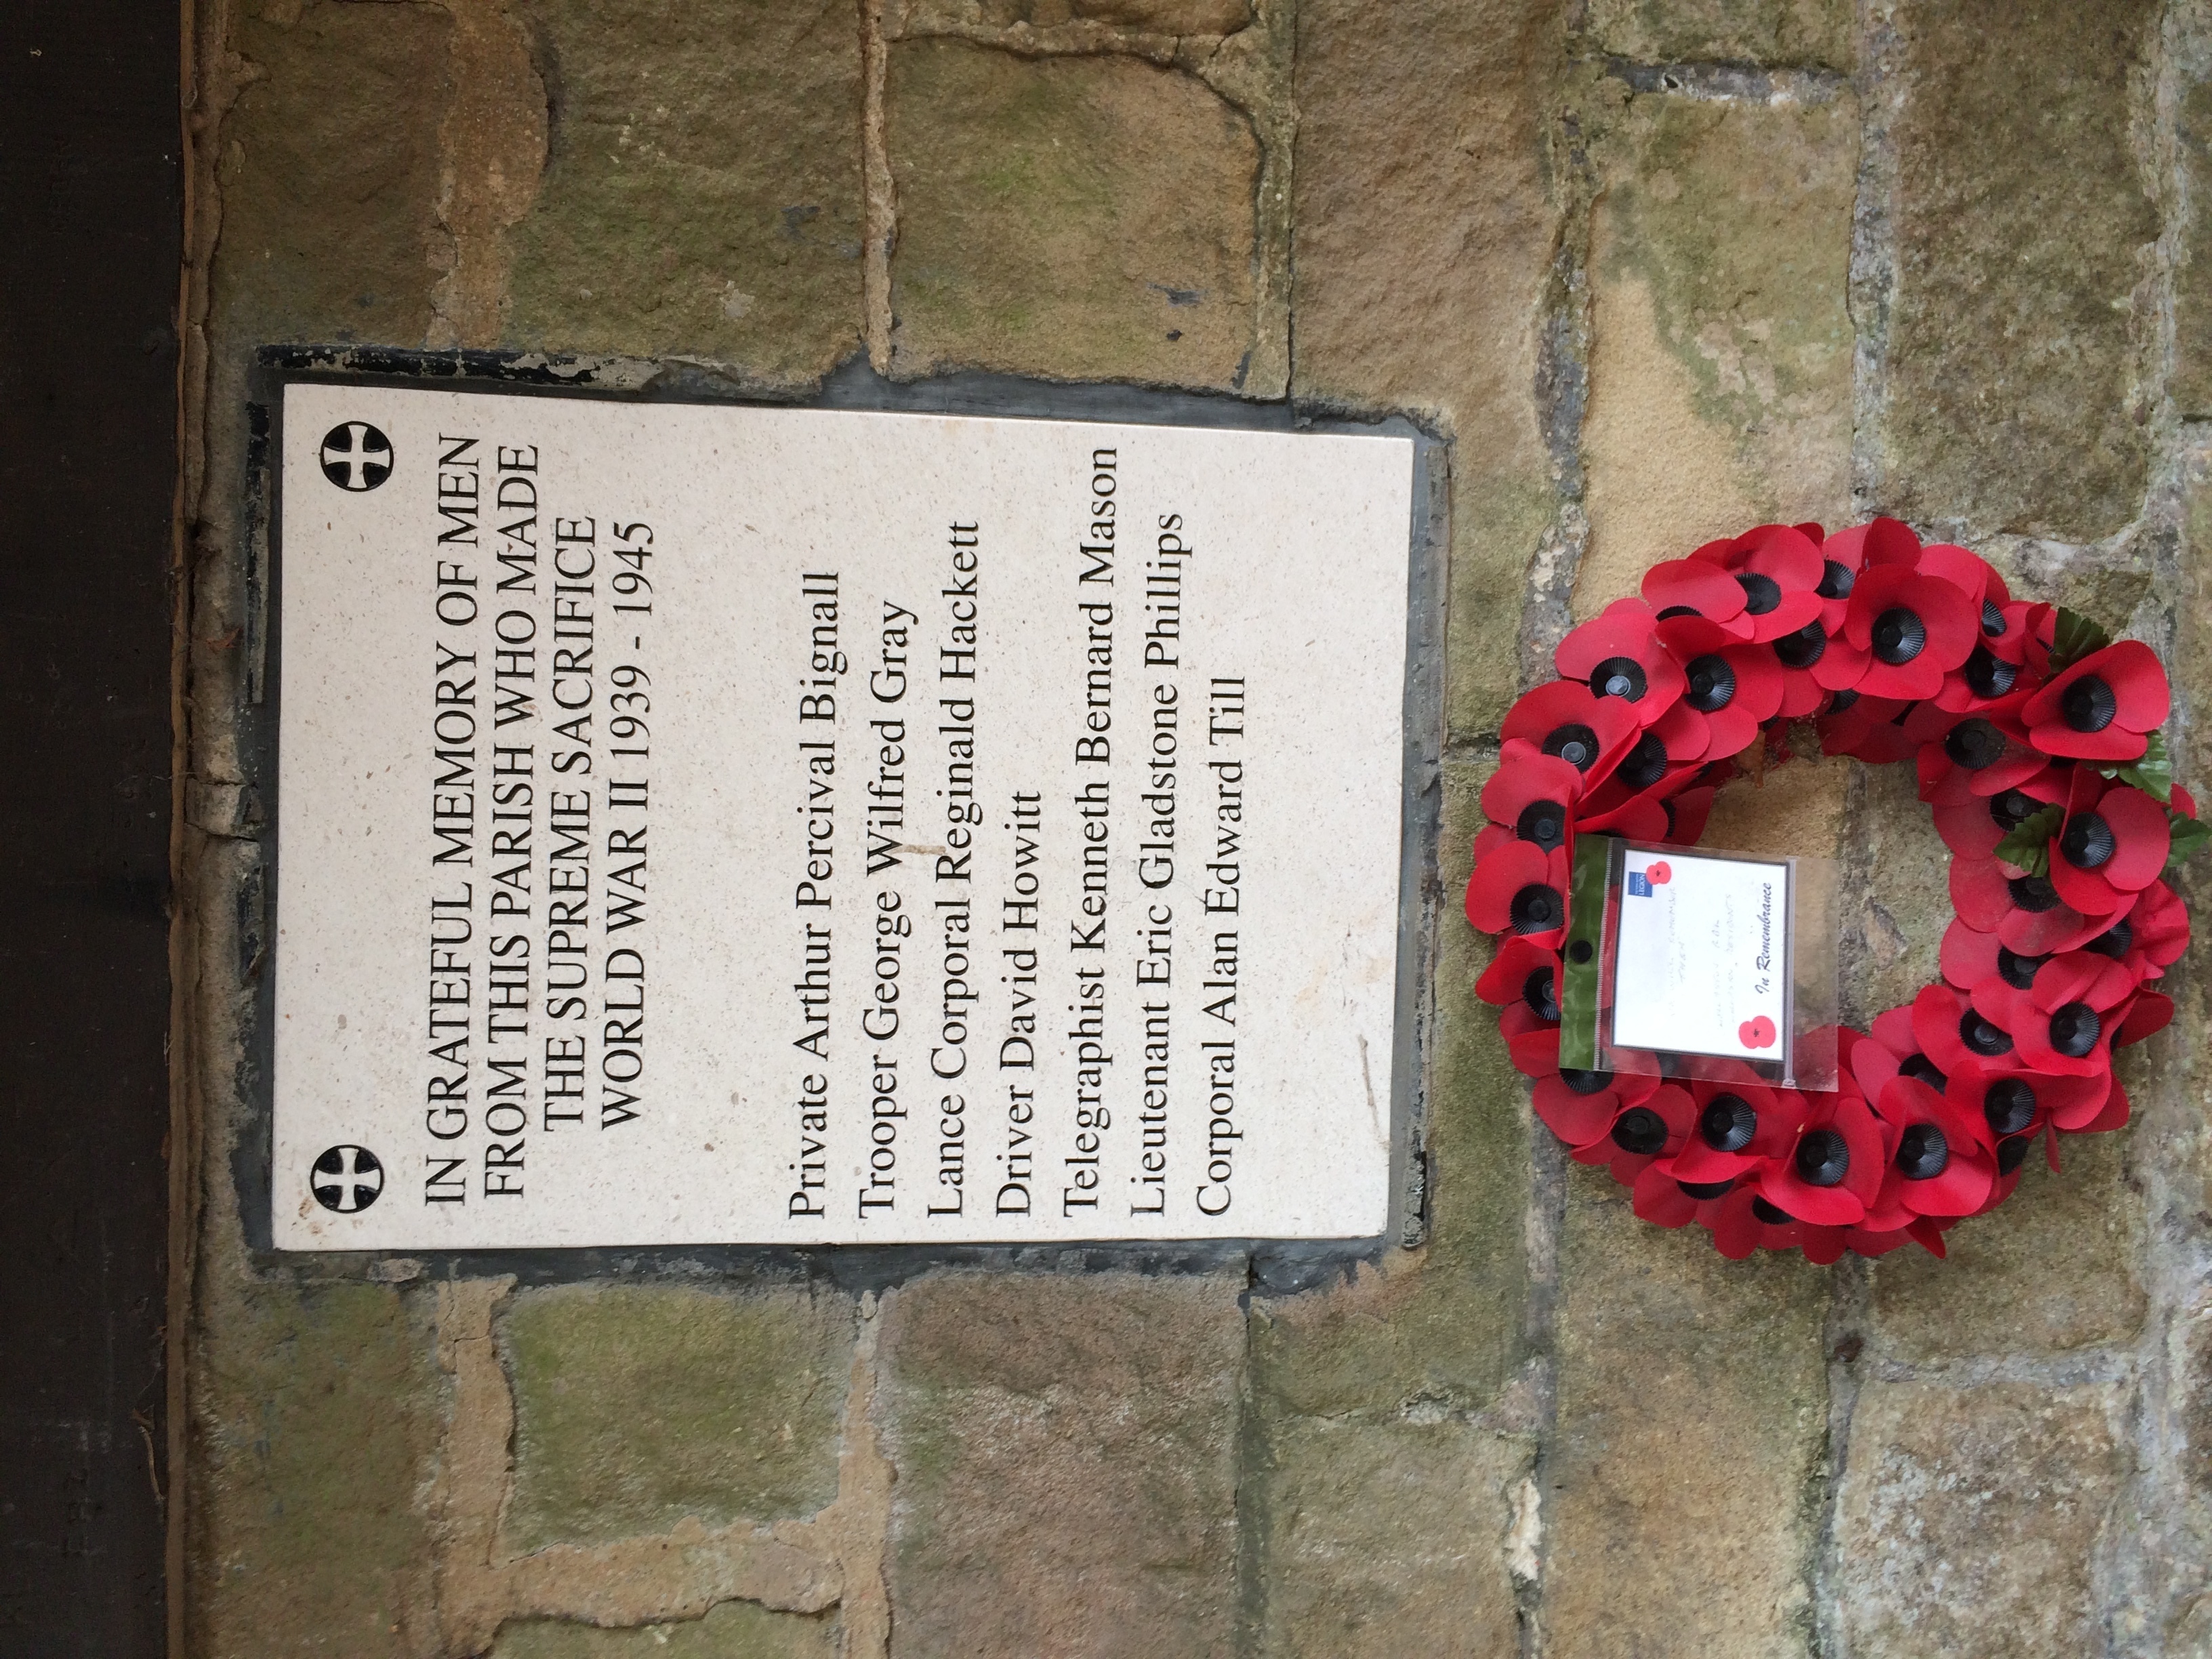 IN GRATEFUL MEMORY OF MEN
FROM THIS PARISH WHO MADE
THE SUPREME SACRIFICE
WORLD WAR II 1939 - 1945
Private Arthur Percival Bignall
Trooper George Wilfred Gray
Lance Corporal Reginald Hackett
Driver David Howitt
Telegraphist Kenneth Bernard Mason
Lieutenant Eric Gladstone Phillips
Corporal Alan Edward Till
In Remembrance